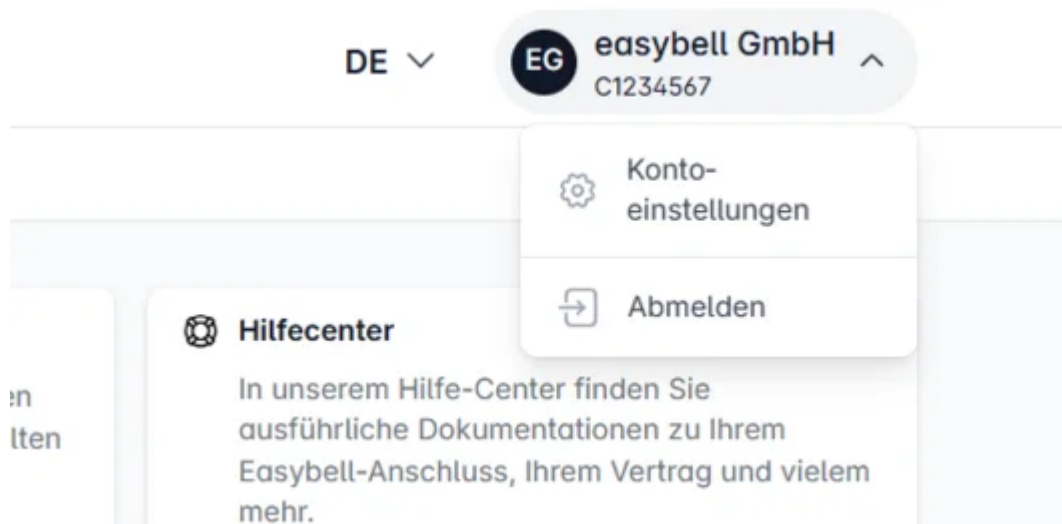 DE
EG
easybell GmbH
C1234567
Konto-
einstellungen
Abmelden
Hilfecenter
In unserem Hilfe-Center finden Sie
ausführliche Dokumentationen zu Ihrem
Easybell-Anschluss, Ihrem Vertrag und vielem
mehr.
lten